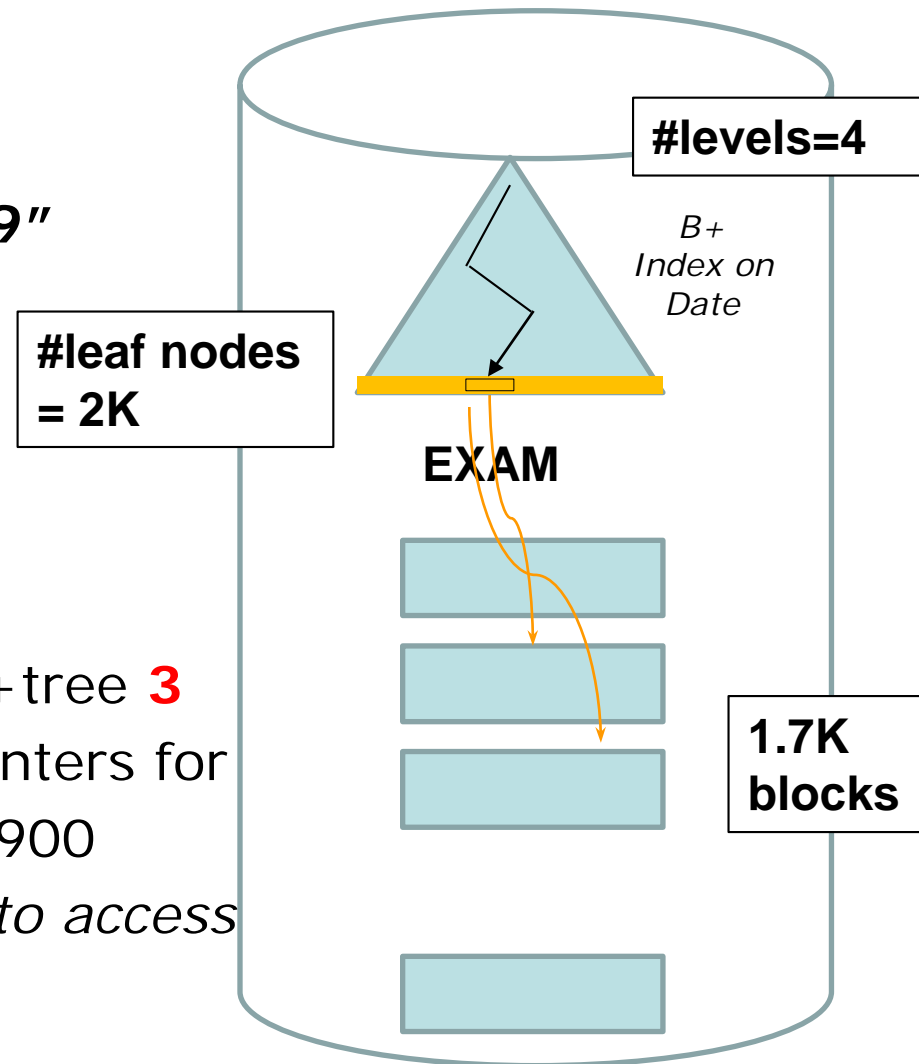 #levels=4
9"
B+
Index on
Date
#leaf nodes
= 2K
EXAM
+tree 3
nters for
900
to access
1.7K
blocks